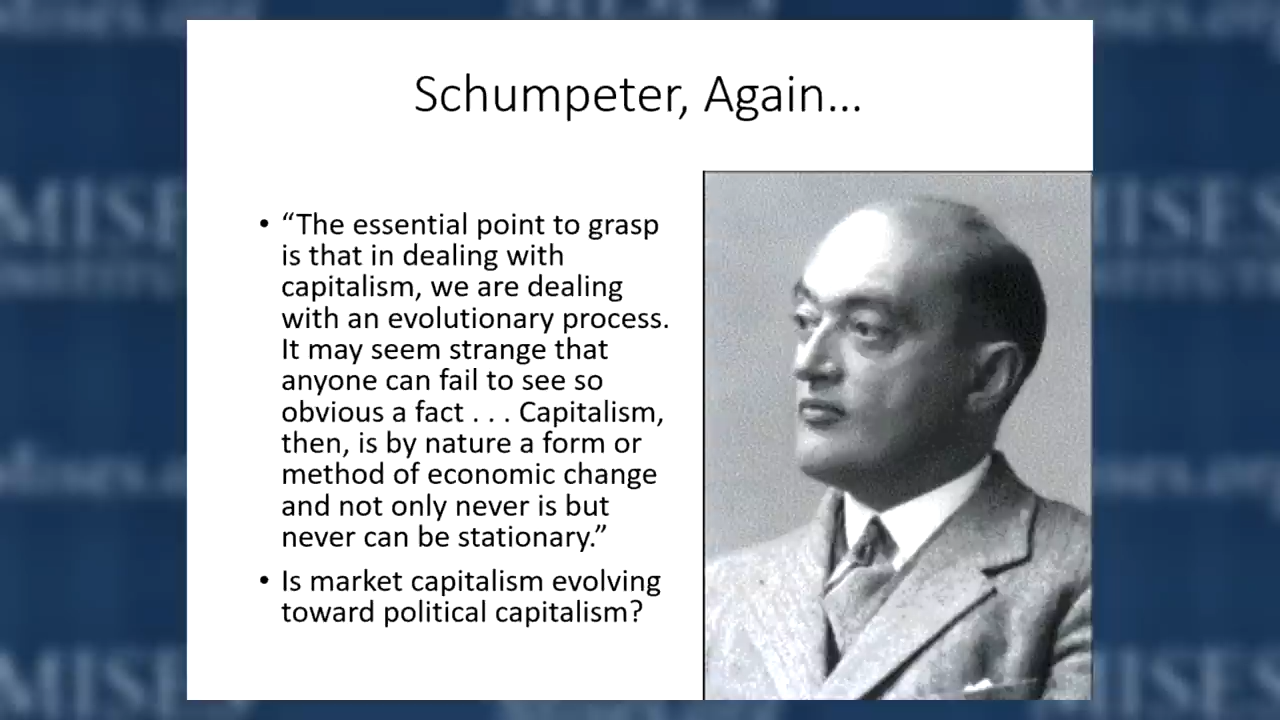 Schumpeter, Again...
• “The essential point to grasp
is that in dealing with
capitalism, we are dealing
with an evolutionary process.
It may seem strange that
anyone can fail to see so
obvious a fact . . . Capitalism,
then, is by nature a form or
method of economic change
and not only never is but
never can be stationary.”
• Is market capitalism evolving
toward political capitalism?